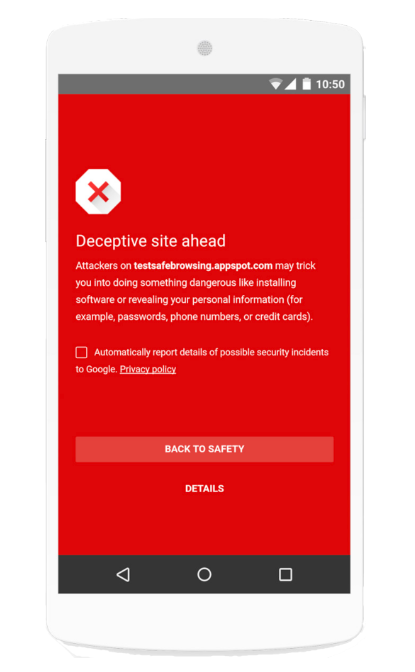 10:50
Deceptive site ahead
Attackers on testsafebrowsing.appspot.com may trick
you into doing something dangerous like installing
software or revealing your personal information (for
example, passwords, phone numbers, or credit cards).
Automatically report details of possible security incidents
to Google. Privacy policy
BACK TO SAFETY
DETAILS